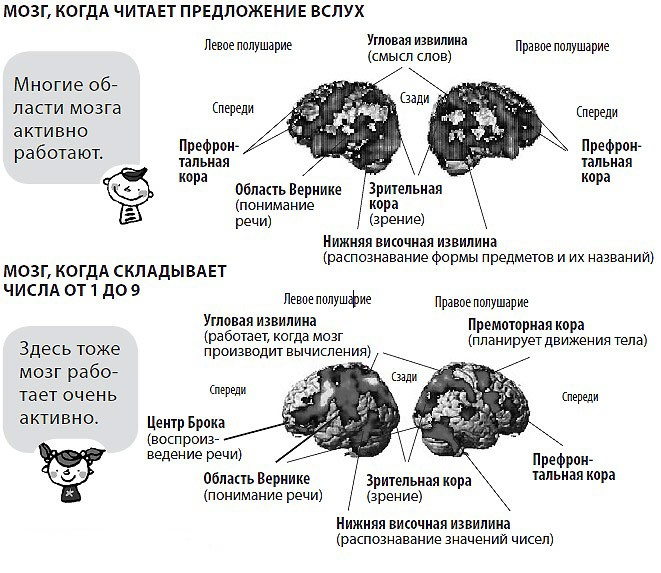 МОЗГ, КОГДА ЧИТАЕТ ПРЕДЛОЖЕНИЕ ВСЛУХ
Левое полушарие
Угловая извилина
(смысл слов)
Правое полушарие
Многие об-
ласти мозга
активно
работают.
Спереди
Сзади
Спереди
Префрон-
тальная
кора
Префрон-
тальная
кора
Область Вернике
(понимание
речи)
Зрительная
кора
(зрение)
Нижняя височная извилина
(распознавание формы предметов и их названий)
МОЗГ, КОГДА СКЛАДЫВАЕТ
ЧИСЛА ОТ 1 ДО 9
Левое полушарие
Правое полушарие
Угловая извилина
(работает, когда мозг
производит вычисления)
Премоторная кора
(планирует движения тела)
Здесь тоже
мозг рабо-
тает очень
активно.
Спереди
Сзади
Спереди
Центр Брока
(воспроиз-
ведение речи)
Область Вернике
(понимание речи)
Зрительная кора
(зрение)
Префрон-
тальная кора
Нижняя височная извилина
(распознавание значений чисел)